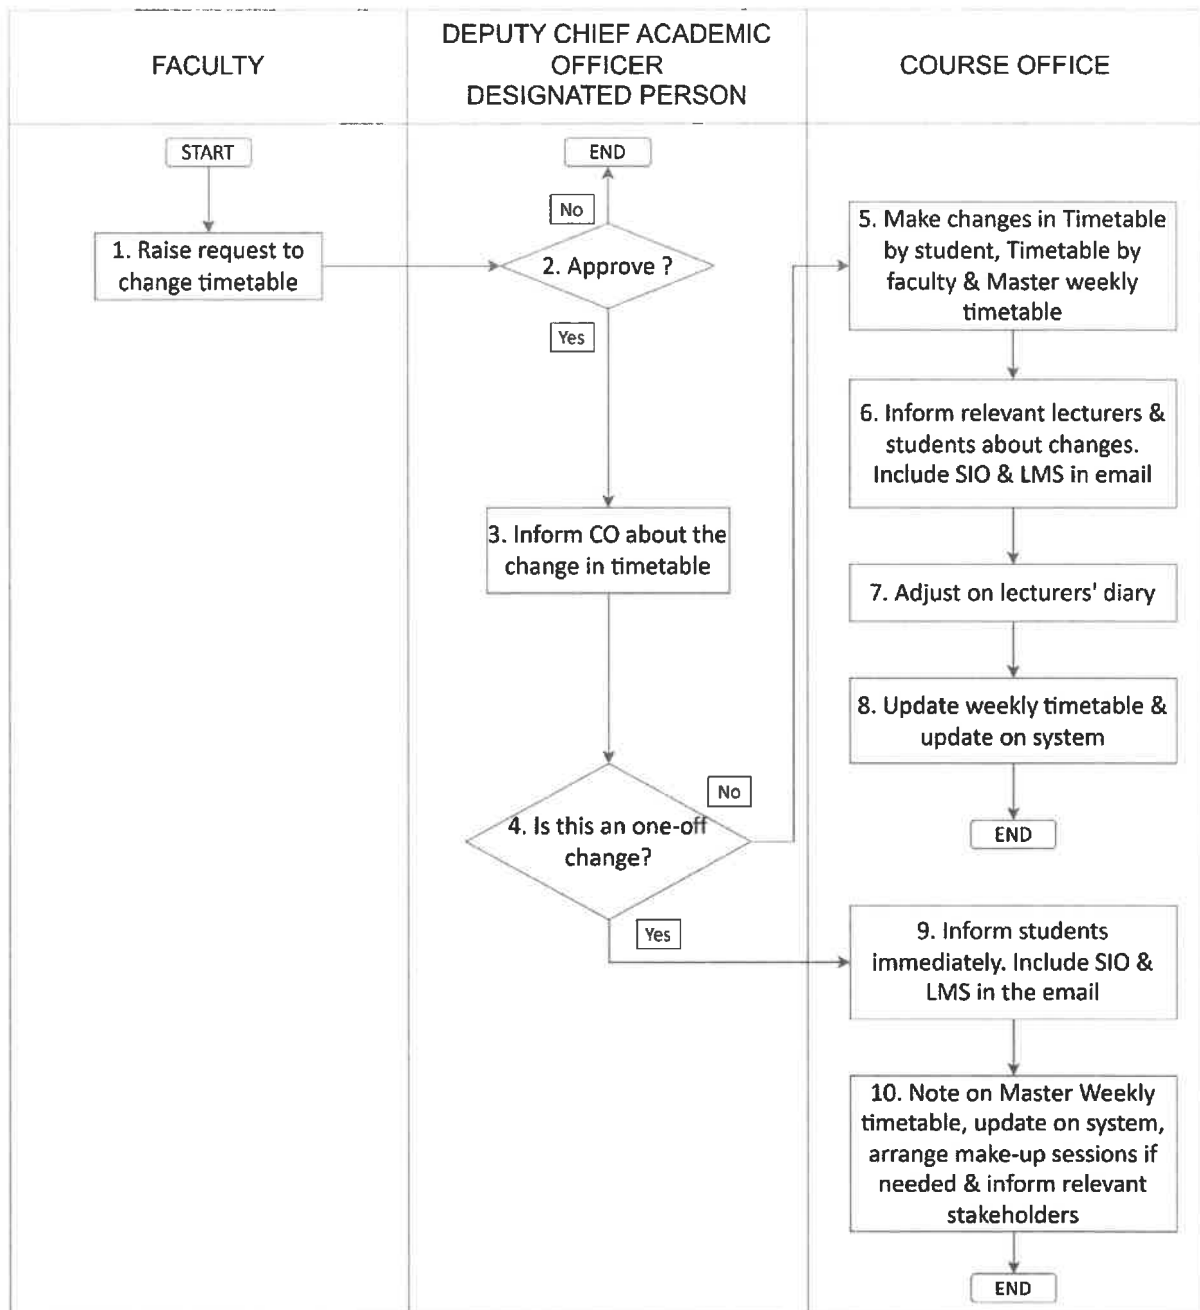 FACULTY
DEPUTY CHIEF ACADEMIC
OFFICER
DESIGNATED PERSON
COURSE OFFICE
START
1. Raise request to
change timetable
END
No
2. Approve ?
Yes
3. Inform CO about the
change in timetable
4. Is this an one-off
change?
No
Yes
5. Make changes in Timetable
by student, Timetable by
faculty & Master weekly
timetable
6. Inform relevant lecturers &
students about changes.
Include SIO & LMS in email
7. Adjust on lecturers' diary
8. Update weekly timetable &
update on system
END
9. Inform students
immediately. Include SIO &
LMS in the email
10. Note on Master Weekly
timetable, update on system,
arrange make-up sessions if
needed & inform relevant
stakeholders
END